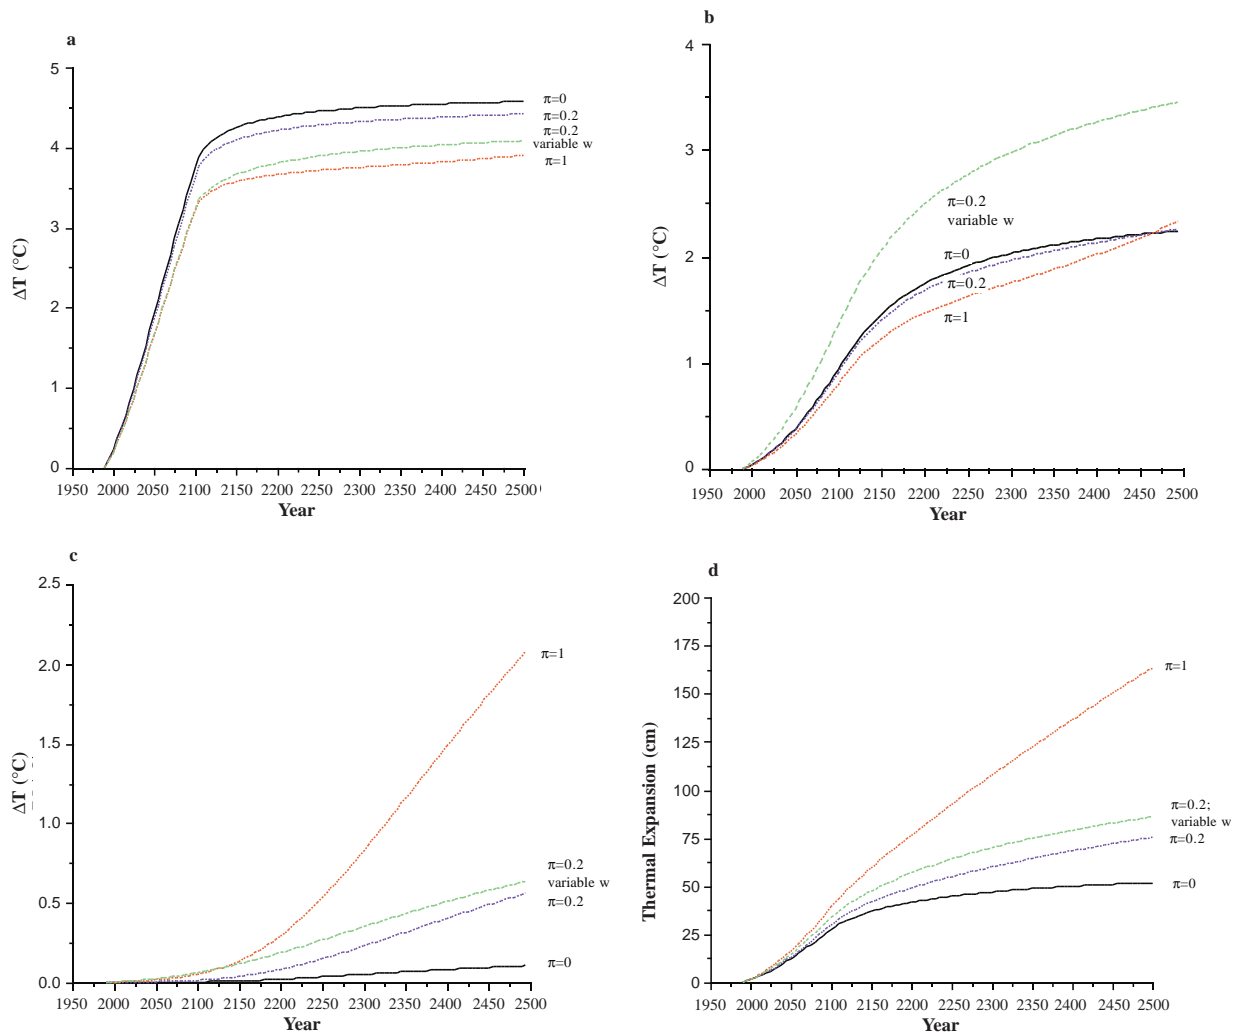 a
5
4
3
2
1
0
ΔT (°C)
1950 2000 2050 2100 2150 2200 2250 2300 2350 2400 2450 2500
Year
π=0
π=0.2
π=0.2
variable w
π=1
b
4
3
2
1
0
ΔT (°C)
1950 2000 2050 2100 2150 2200 2250 2300 2350 2400 2450 2500
Year
π=0.2
variable w
π=0
π=0.2
π=1
c
2.5
2.0
1.5
1.0
0.5
0.0
ΔT (°C)
1950 2000 2050 2100 2150 2200 2250 2300 2350 2400 2450 2500
Year
π=1
π=0.2
variable w
π=0.2
π=0
d
200
175
150
125
100
75
50
25
0
Thermal Expansion (cm)
1950 2000 2050 2100 2150 2200 2250 2300 2350 2400 2450 2500
Year
π=1
π=0.2;
variable w
π=0.2
π=0